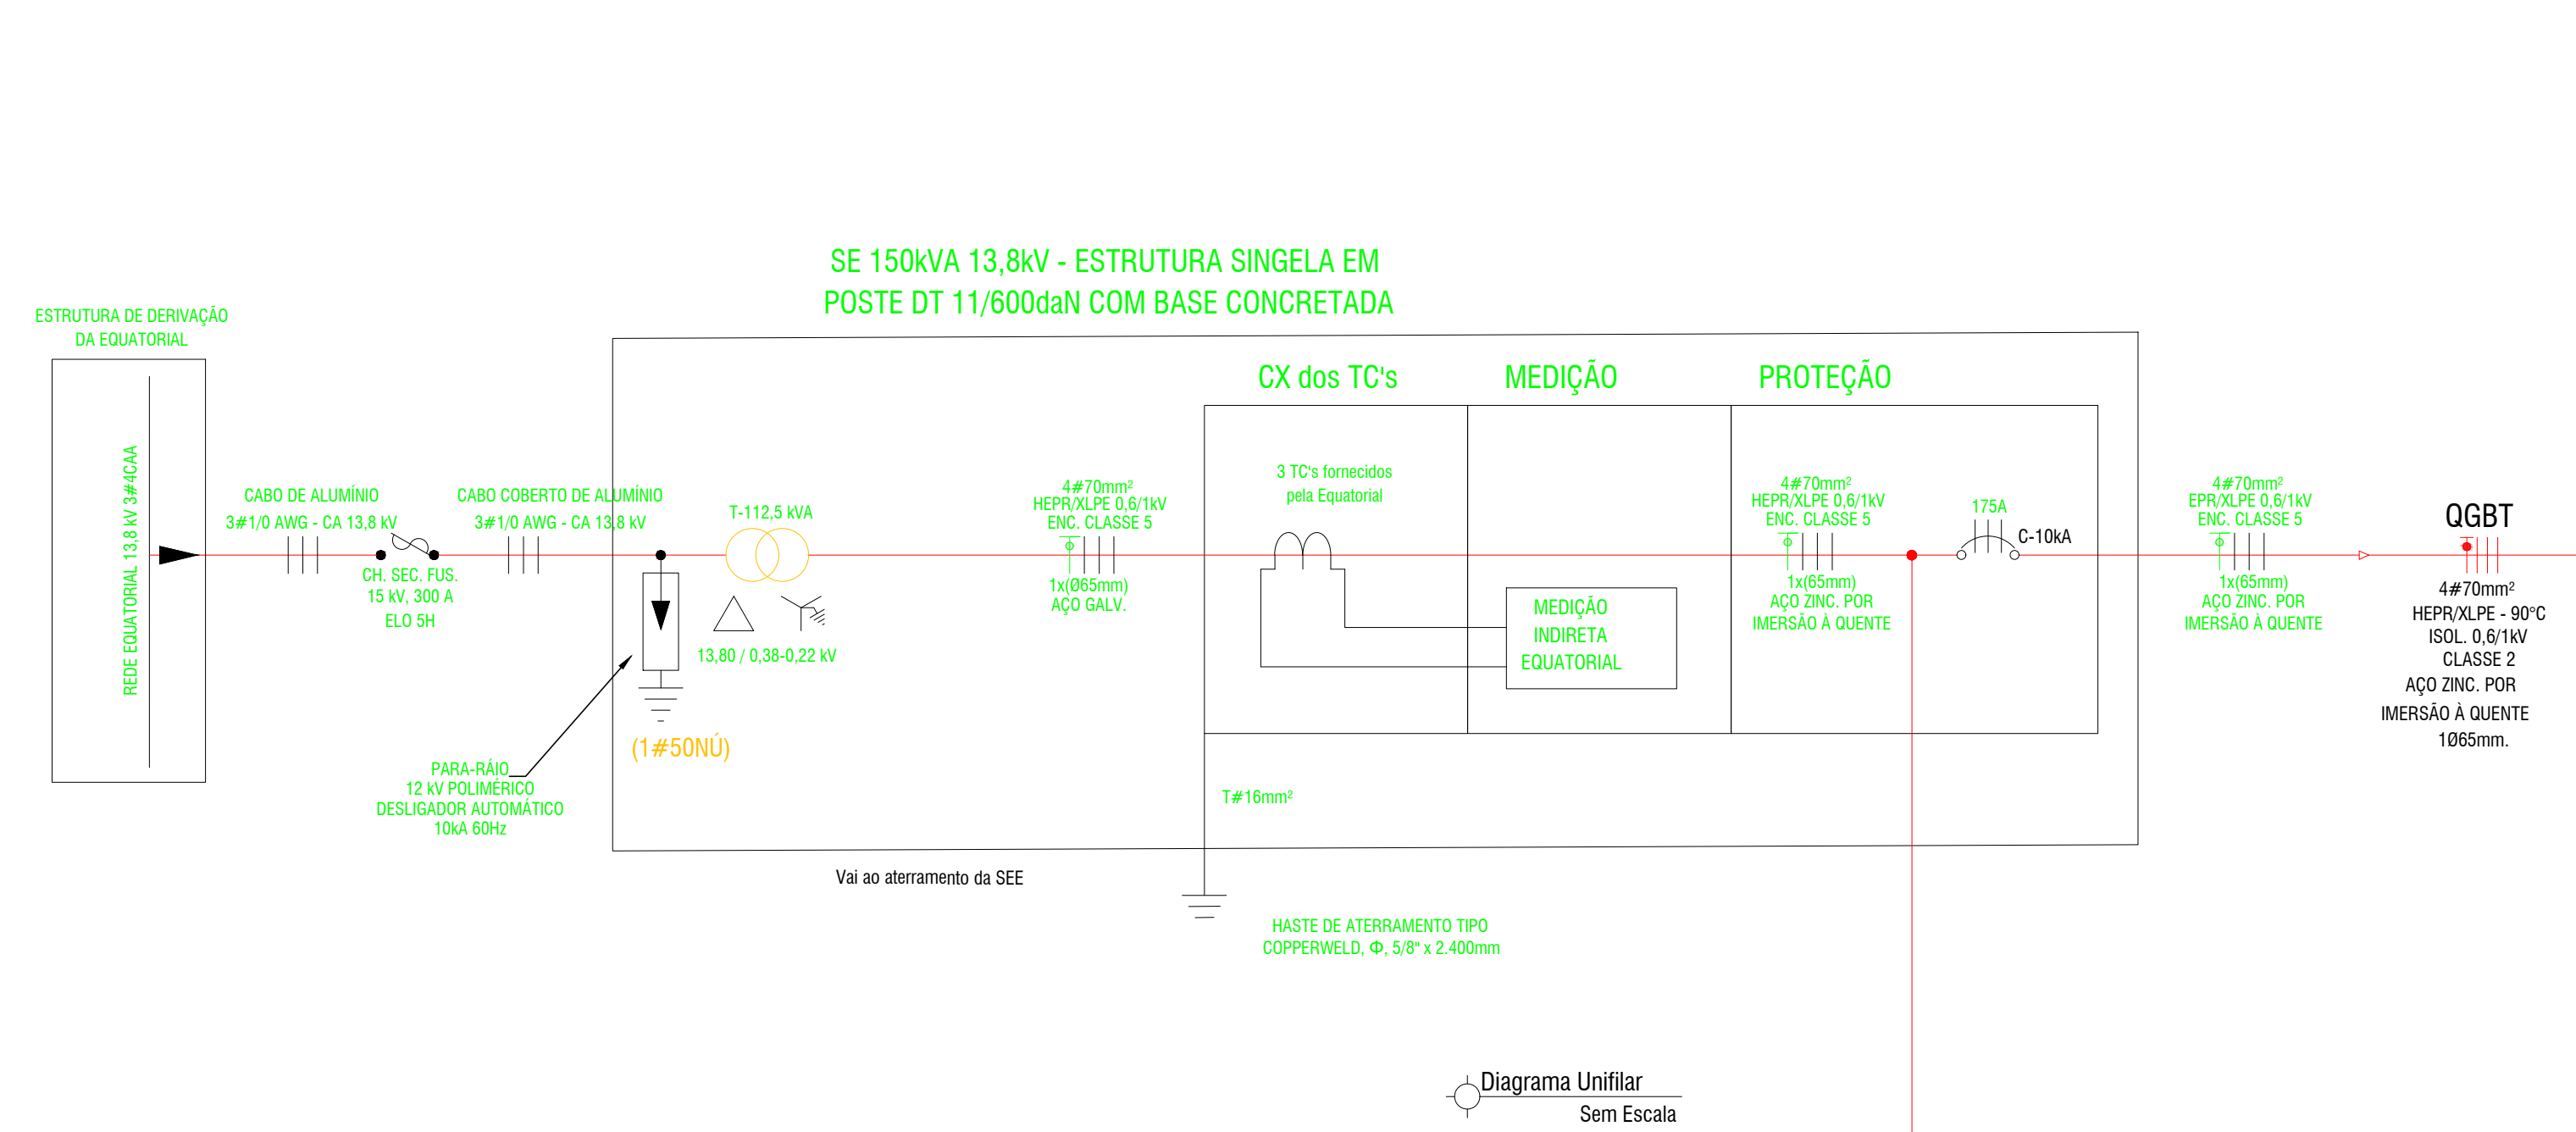 SE 150kVA 13,8kV - ESTRUTURA SINGELA EM
POSTE DT 11/600daN COM BASE CONCRETADA
ESTRUTURA DE DERIVAÇÃO
DA EQUATORIAL
REDE EQUATORIAL 13,8 kV 3#4CAA
CABO DE ALUMÍNIO
3#1/0 AWG - CA 13,8 kV
CH. SEC. FUS.
15 kV, 300 A
ELO 5H
CABO COBERTO DE ALUMÍNIO
3#1/0 AWG - CA 13,8 kV
PARA-RÁIO
12 kV POLIMÉRICO
DESLIGADOR AUTOMÁTICO
10kA 60Hz
(1#50NÚ)
T-112,5 kVA
13,80 / 0,38-0,22 kV
4#70mm²
HEPR/XLPE 0,6/1kV
ENC. CLASSE 5
1x(Ø65mm)
AÇO GALV.
CX dos TC's
3 TC's fornecidos
pela Equatorial
MEDIÇÃO
MEDIÇÃO
INDIRETA
EQUATORIAL
PROTEÇÃO
4#70mm²
HEPR/XLPE 0,6/1kV
ENC. CLASSE 5
1x(65mm)
AÇO ZINC. POR
IMERSÃO À QUENTE
175A
C-10kA
4#70mm²
EPR/XLPE 0,6/1kV
ENC. CLASSE 5
1x(65mm)
AÇO ZINC. POR
IMERSÃO À QUENTE
QGBT
4#70mm²
HEPR/XLPE - 90°C
ISOL. 0,6/1kV
CLASSE 2
AÇO ZINC. POR
IMERSÃO À QUENTE
1Ø65mm.
T#16mm²
Vai ao aterramento da SEE
HASTE DE ATERRAMENTO TIPO
COPPERWELD, Φ, 5/8" x 2.400mm
Diagrama Unifilar
Sem Escala